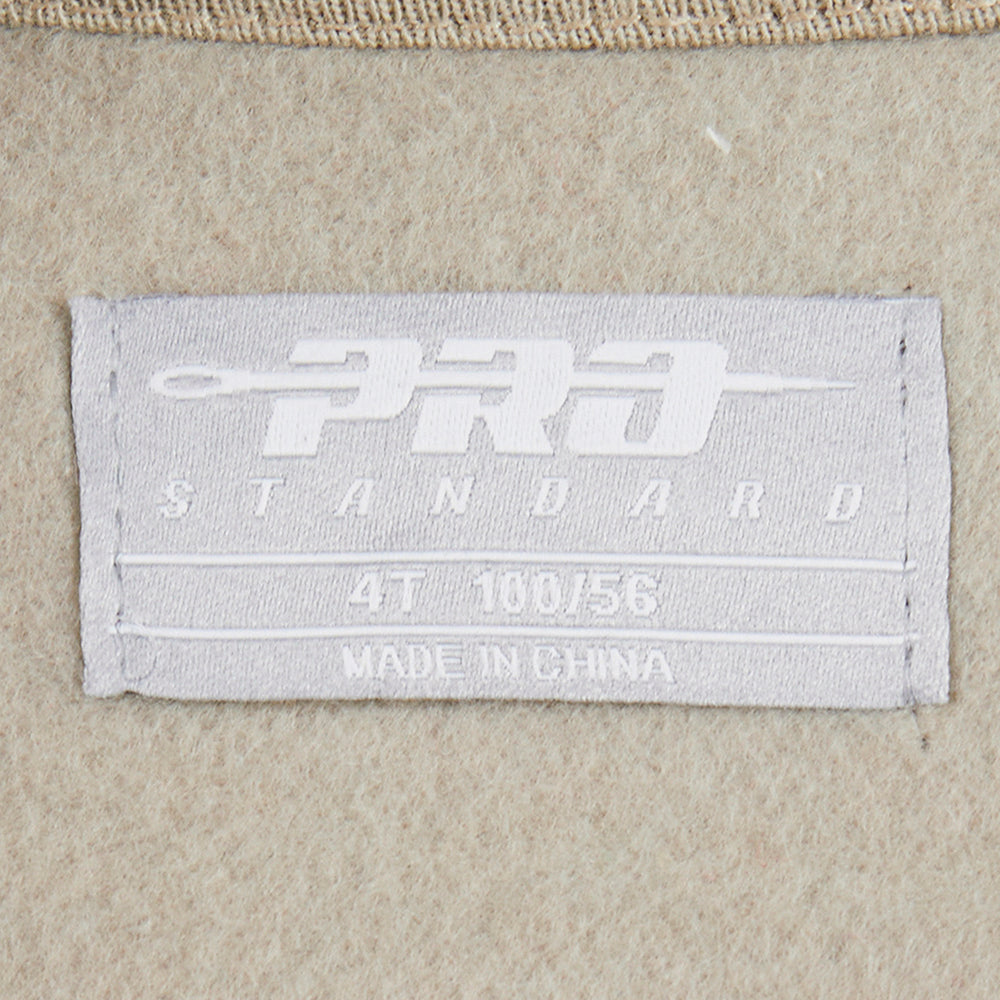 PRO
STANDARD
4T 100/56
MADE IN CHINA